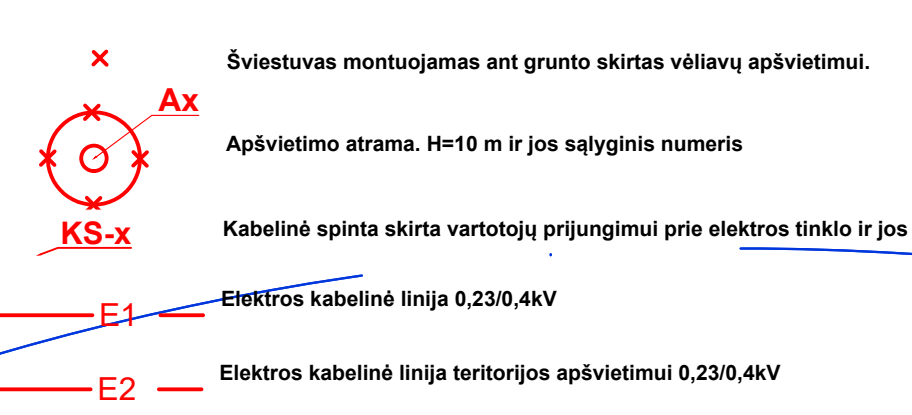 Šviestuvas montuojamas ant grunto skirtas vėliavų apšvietimui.
Ax
Apšvietimo atrama. H=10 m ir jos sąlyginis numeris
KS-x
Kabelinė spinta skirta vartotojų prijungimui prie elektros tinklo ir jos
E1
Elektros kabelinė linija 0,23/0,4kV
E2
Elektros kabelinė linija teritorijos apšvietimui 0,23/0,4kV